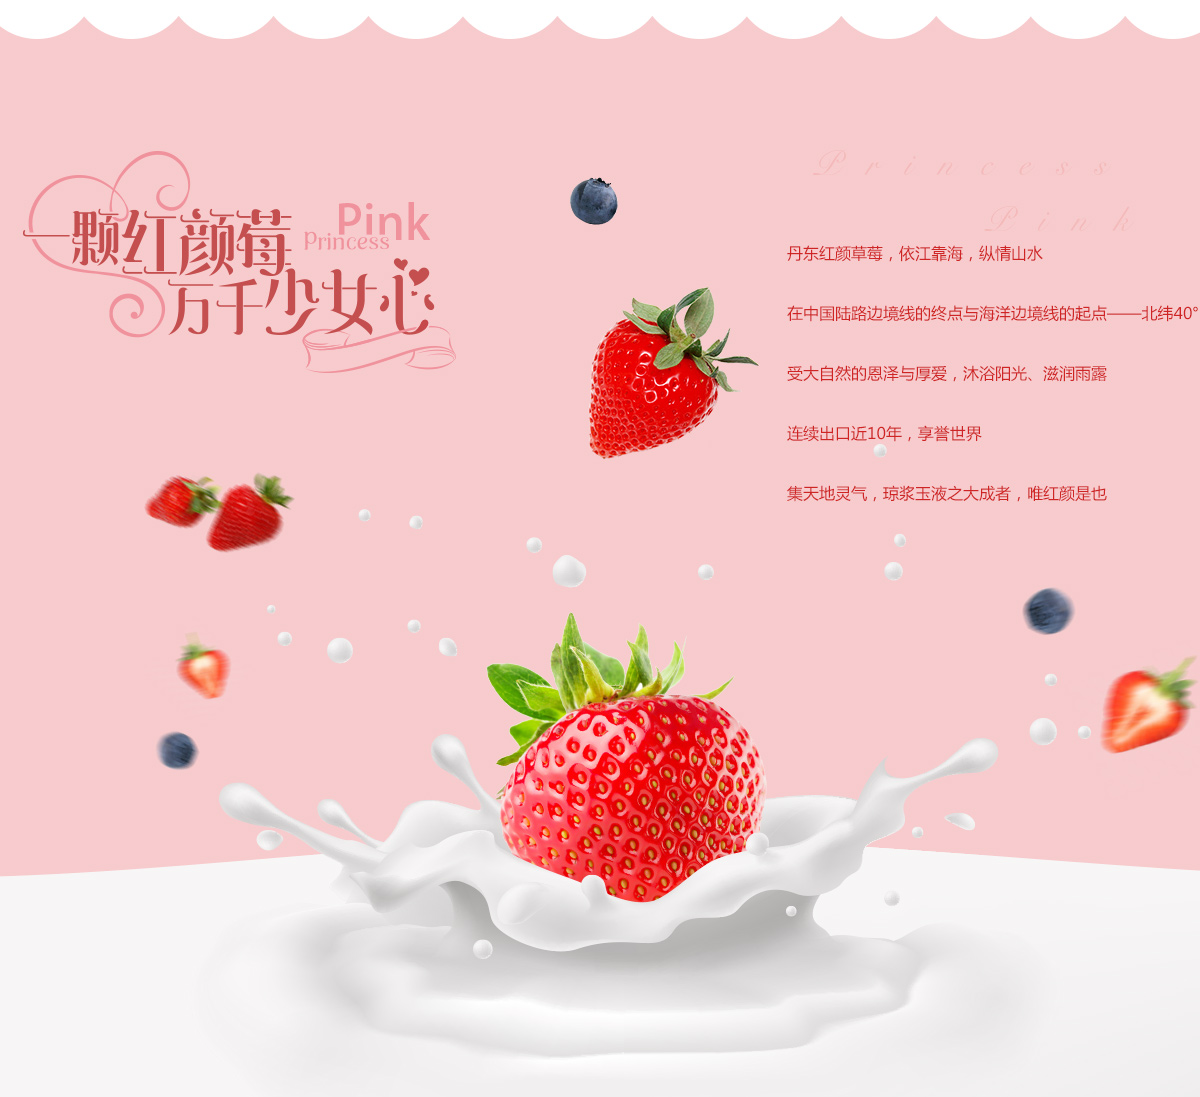 一颗红颜莓
Pink
Princess
万千少女心
Princess
Pink
丹东红颜草莓，依江靠海，纵情山水
在中国陆路边境线的终点与海洋边境线的起点——北纬40°
受大自然的恩泽与厚爱，沐浴阳光、滋润雨露
连续出口近10年，享誉世界
集天地灵气，琼浆玉液之大成者，唯红颜是也